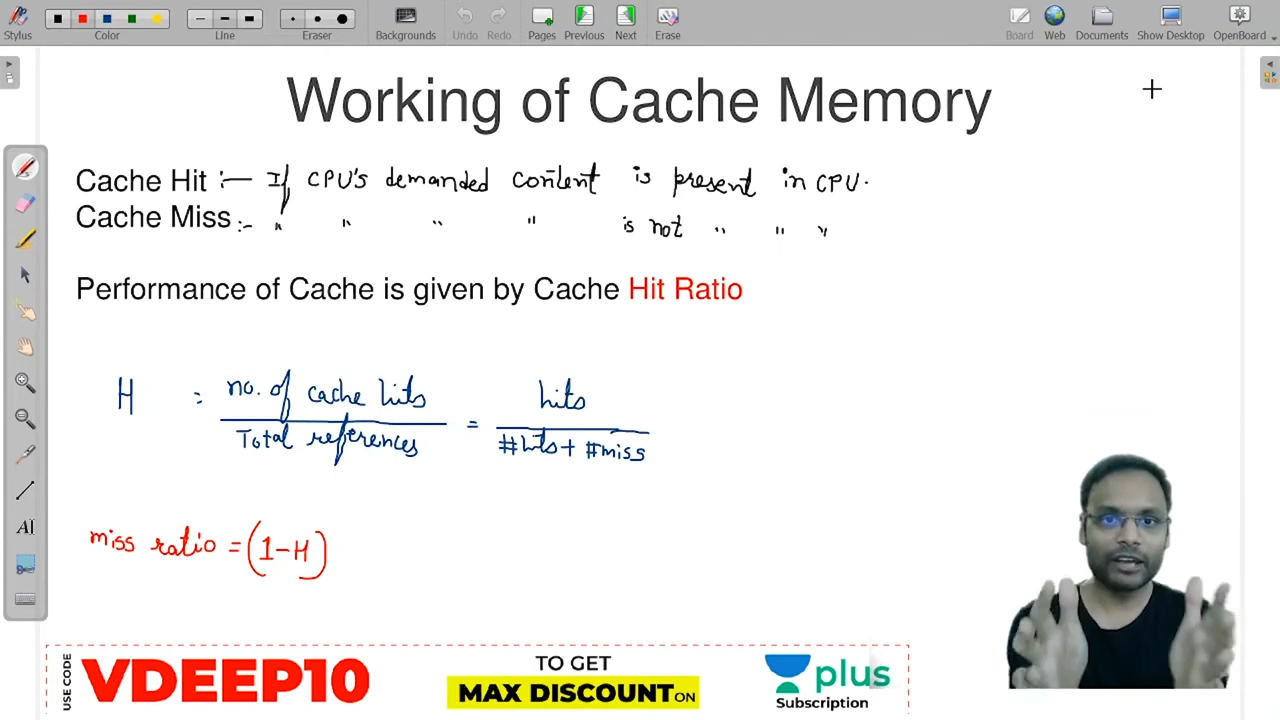 Stylus
Color
Line
Eraser
Backgrounds
Undo
Redo
Pages
Previous
Next
Erase
Board
Web
Documents
Show Desktop
OpenBoard
Working of Cache Memory
Cache Hit :- If CPU's demanded content is present in CPU.
Cache Miss :- " " " " is not " " "
Performance of Cache is given by Cache Hit Ratio
H = no. of cache hits / Total references = hits / #hits + #miss
miss ratio = (1-H)
AI
USE CODE
VDEEP10
TO GET
MAX DISCOUNT ON
plus
Subscription